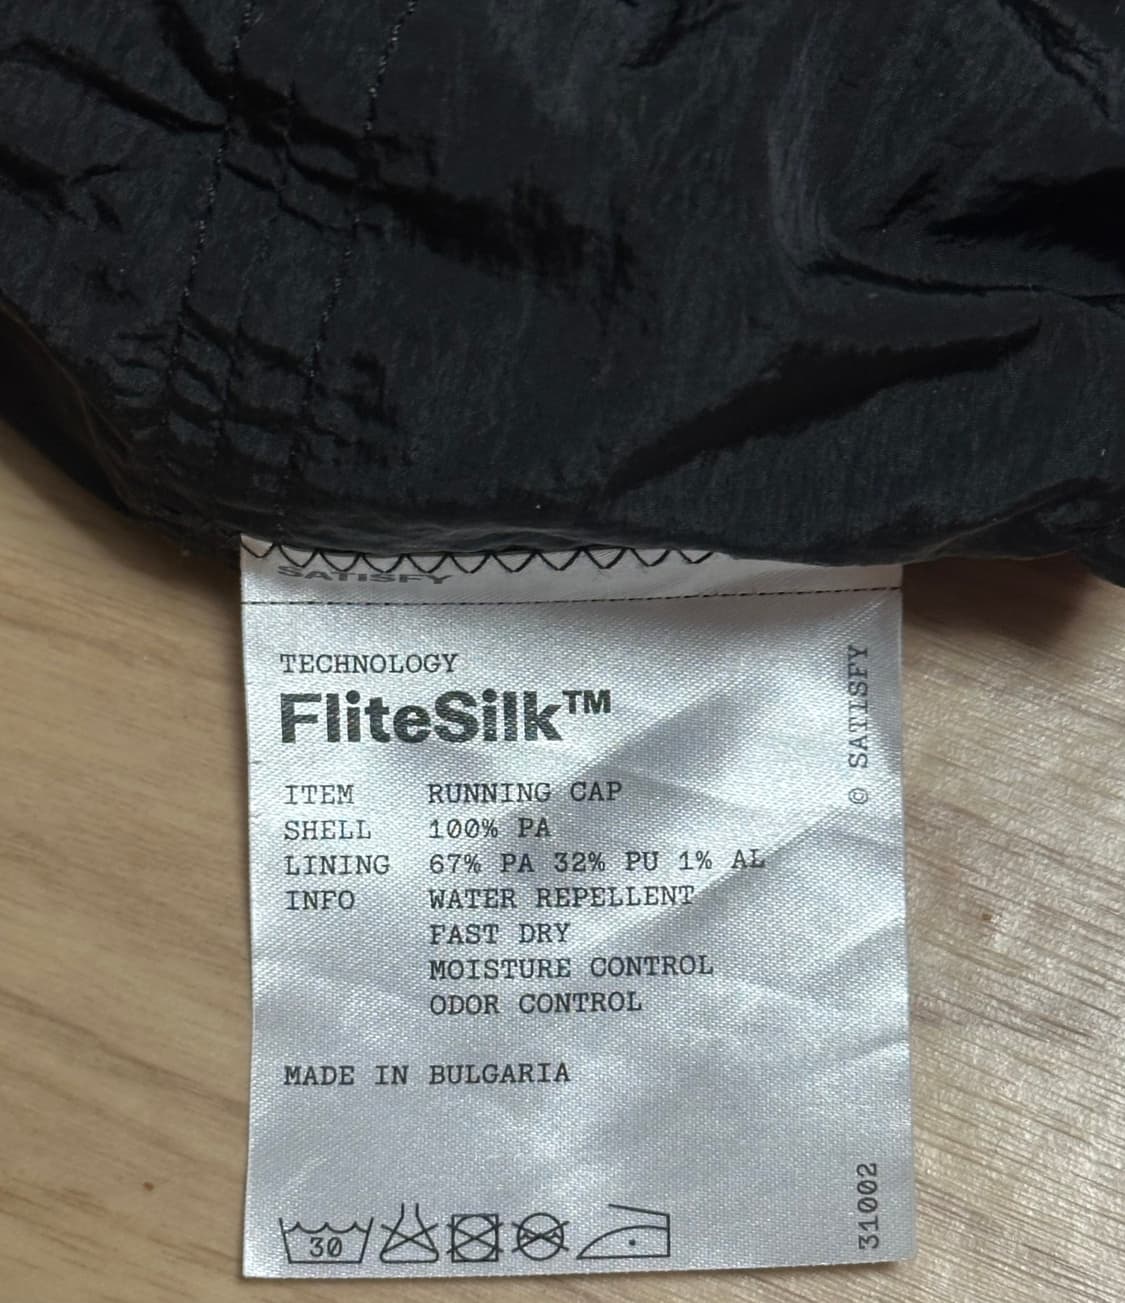 SATISFY
TECHNOLOGY
FliteSilk™
ITEM RUNNING CAP
SHELL 100% PA
LINING 67% PA 32% PU 1% AL
INFO WATER REPELLENT
FAST DRY
MOISTURE CONTROL
ODOR CONTROL
MADE IN BULGARIA
30
© SATISFY
31002